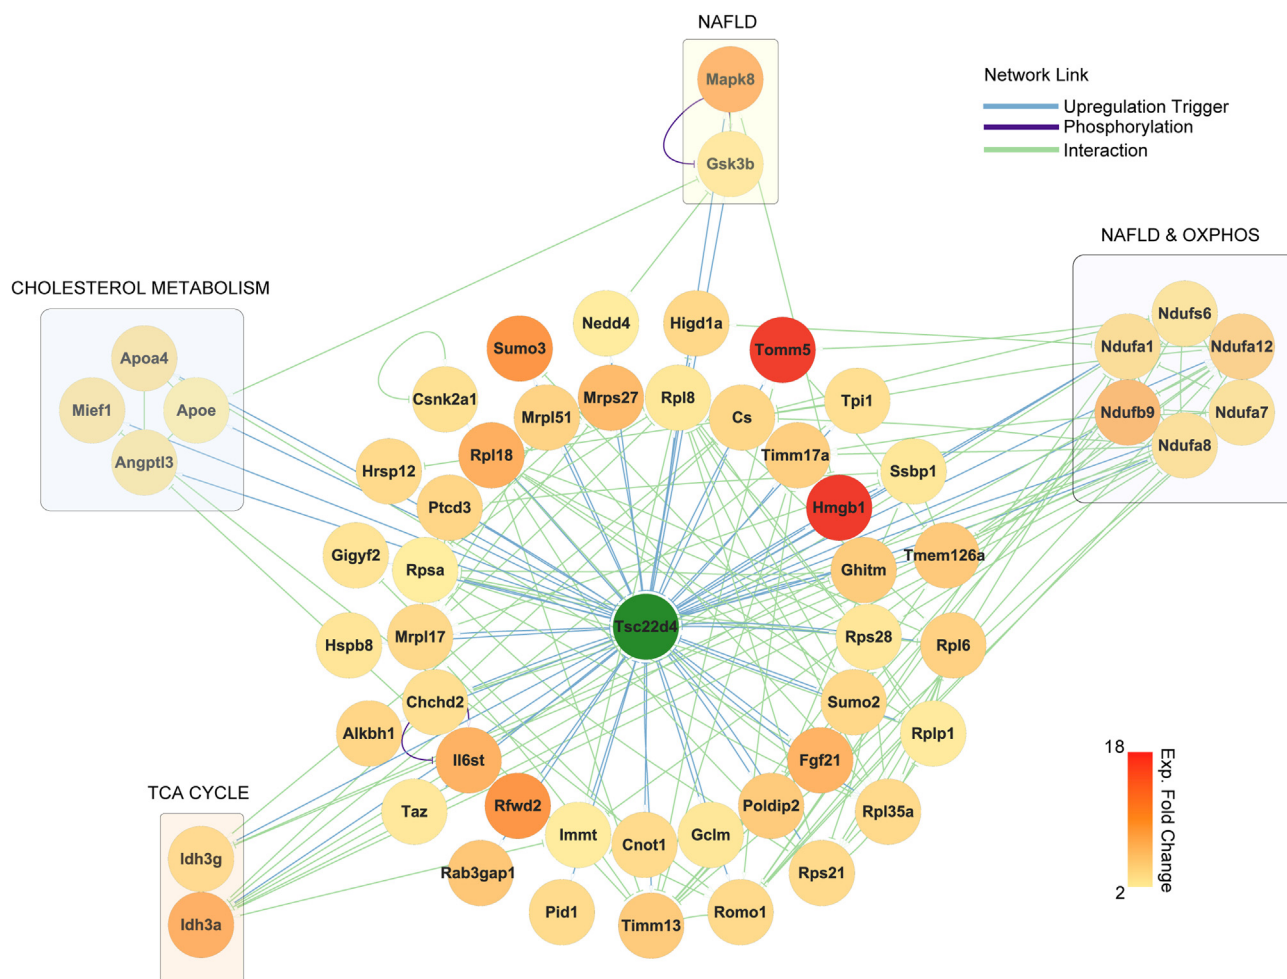 NAFLD
Mapk8
Gsk3b
Network Link
Upregulation Trigger
Phosphorylation
Interaction
NAFLD & OXPHOS
Ndufs6
Ndufa1
Ndufa12
Ndufb9
Ndufa7
Ndufa8
CHOLESTEROL METABOLISM
Apoa4
Mief1
Apoe
Angptl3
Nedd4
Higd1a
Sumo3
Tomm5
Csnk2a1
Mrpl51
Mrps27
Rpl8
Cs
Tpi1
Hrsp12
Rpl18
Timm17a
Ssbp1
Ptcd3
Hmgb1
Gigyf2
Rpsa
Ghitm
Tmem126a
Tsc22d4
Hspb8
Mrpl17
Rps28
Rpl6
Chchd2
Sumo2
Alkbh1
Il6st
Fgf21
Rplp1
Taz
Rfwd2
Immt
Cnot1
Gclm
Poldip2
Rpl35a
Rab3gap1
Pid1
Timm13
Romo1
Rps21
TCA CYCLE
Idh3g
Idh3a
18
Exp. Fold Change
2